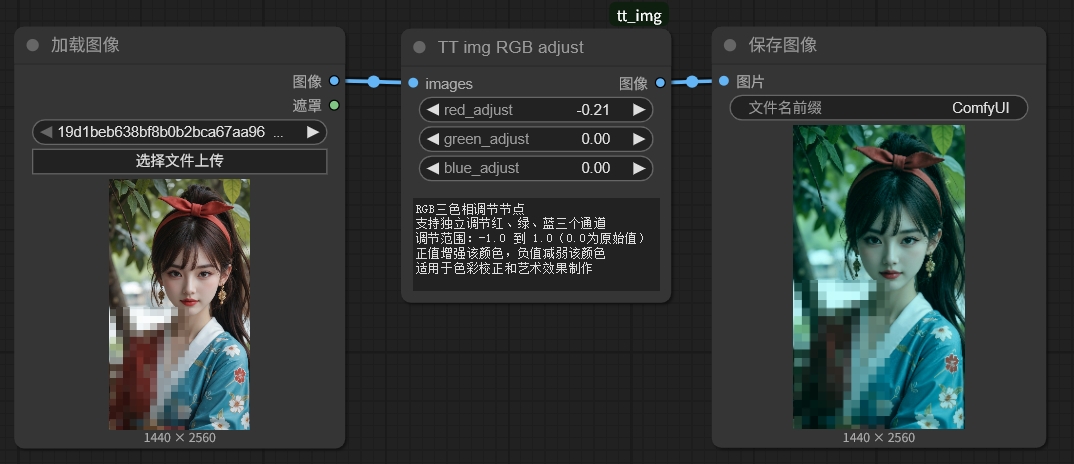 tt_img
加载图像
图像
遮罩
19d1beb638bf8b0b2bca67aa96 ...
选择文件上传
1440 × 2560
TT img RGB adjust
images
图像
red_adjust -0.21
green_adjust 0.00
blue_adjust 0.00
RGB三色相调节节点
支持独立调节红、绿、蓝三个通道
调节范围：-1.0 到 1.0（0.0为原始值）
正值增强该颜色，负值减弱该颜色
适用于色彩校正和艺术效果制作
保存图像
图片
文件名前缀 ComfyUI
1440 × 2560